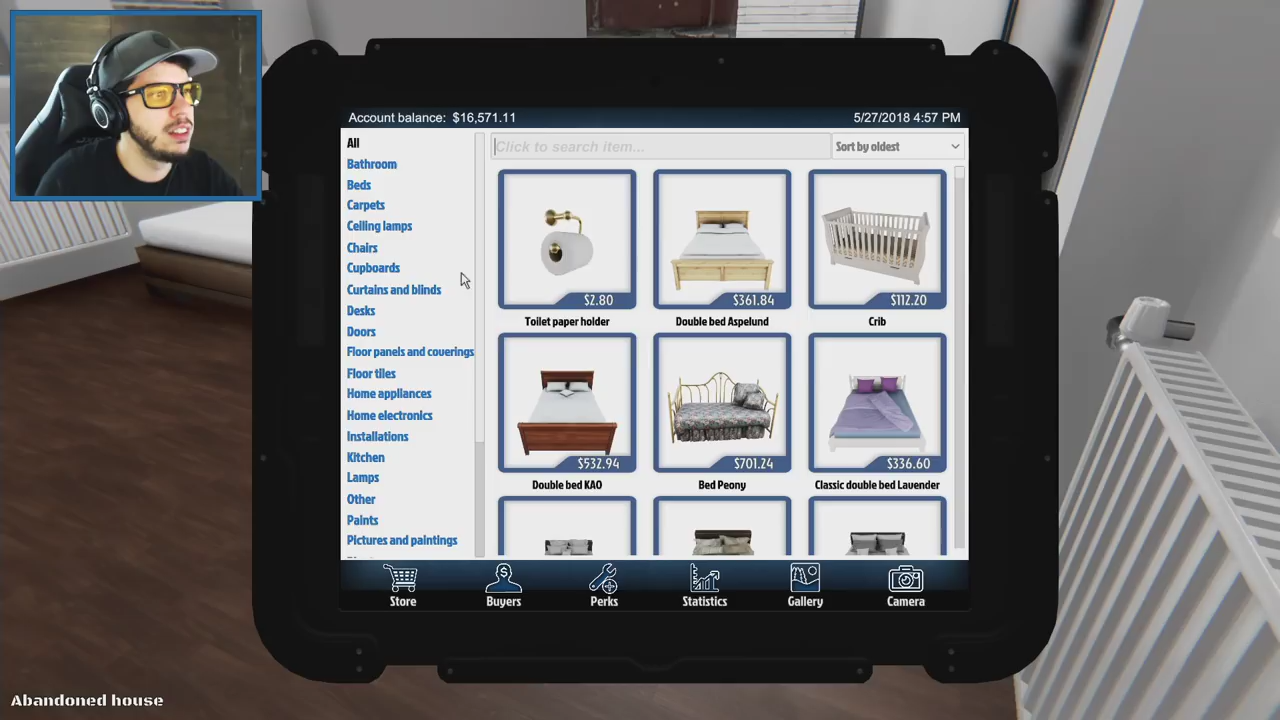 Account balance: $16,571.11
5/27/2018 4:57 PM
All
Bathroom
Beds
Carpets
Ceiling lamps
Chairs
Cupboards
Curtains and blinds
Desks
Doors
Floor panels and coverings
Floor tiles
Home appliances
Home electronics
Installations
Kitchen
Lamps
Other
Paints
Pictures and paintings
Click to search item...
Sort by oldest
$2.80
$361.84
$112.20
Toilet paper holder
Double bed Aspelund
Crib
$532.94
$701.24
$336.60
Double bed KAO
Bed Peony
Classic double bed Lavender
Store
Buyers
Perks
Statistics
Gallery
Camera
Abandoned house